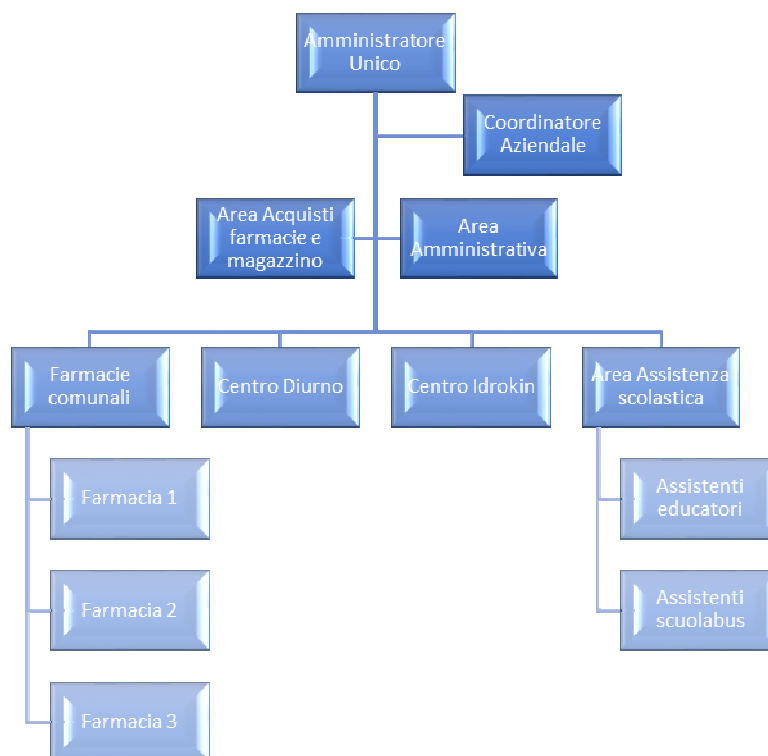 Amministratore
Unico
Coordinatore
Aziendale
Area Acquisti
farmacie e
magazzino
Area
Amministrativa
Farmacie
comunali
Centro Diurno
Centro Idrokin
Area Assistenza
scolastica
Farmacia 1
Assistenti
educatori
Farmacia 2
Assistenti
scuolabus
Farmacia 3